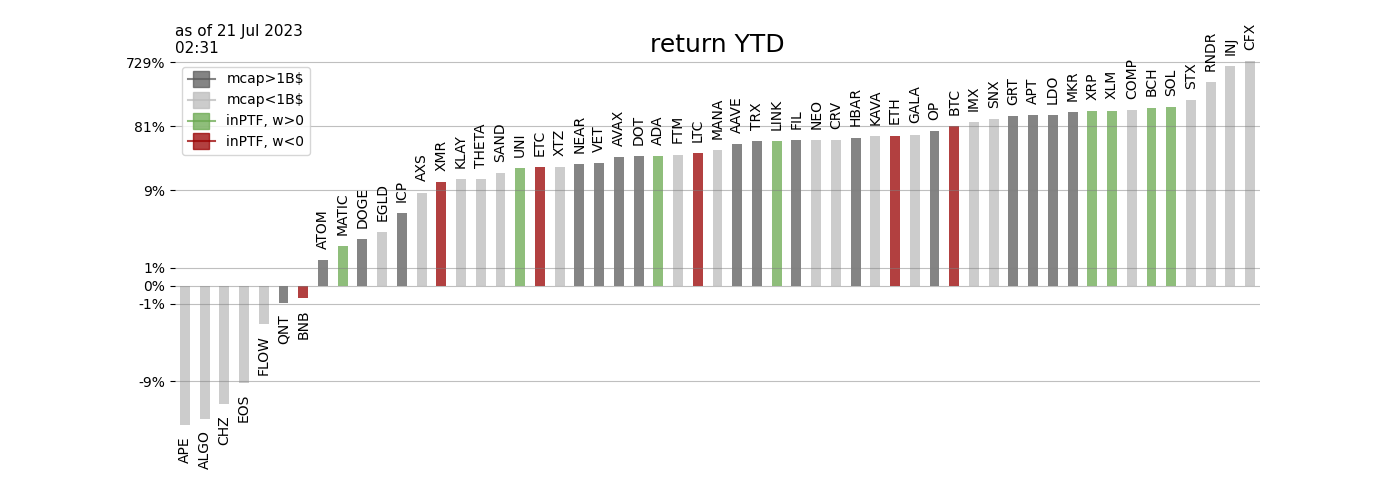 as of 21 Jul 2023
02:31
return YTD
mcap>1B$
mcap<1B$
inPTF, w>0
inPTF, w<0
729%
81%
9%
1%
0%
-1%
-9%
APE
ALGO
CHZ
EOS
FLOW
QNT
BNB
ATOM
MATIC
DOGE
EGLD
ICP
AXS
XMR
KLAY
THETA
SAND
UNI
ETC
XTZ
NEAR
VET
AVAX
DOT
ADA
FTM
LTC
MANA
AAVE
TRX
LINK
FIL
NEO
CRV
HBAR
KAVA
ETH
GALA
OP
BTC
IMX
SNX
GRT
APT
LDO
MKR
XRP
XLM
COMP
BCH
SOL
STX
RNDR
INJ
CFX